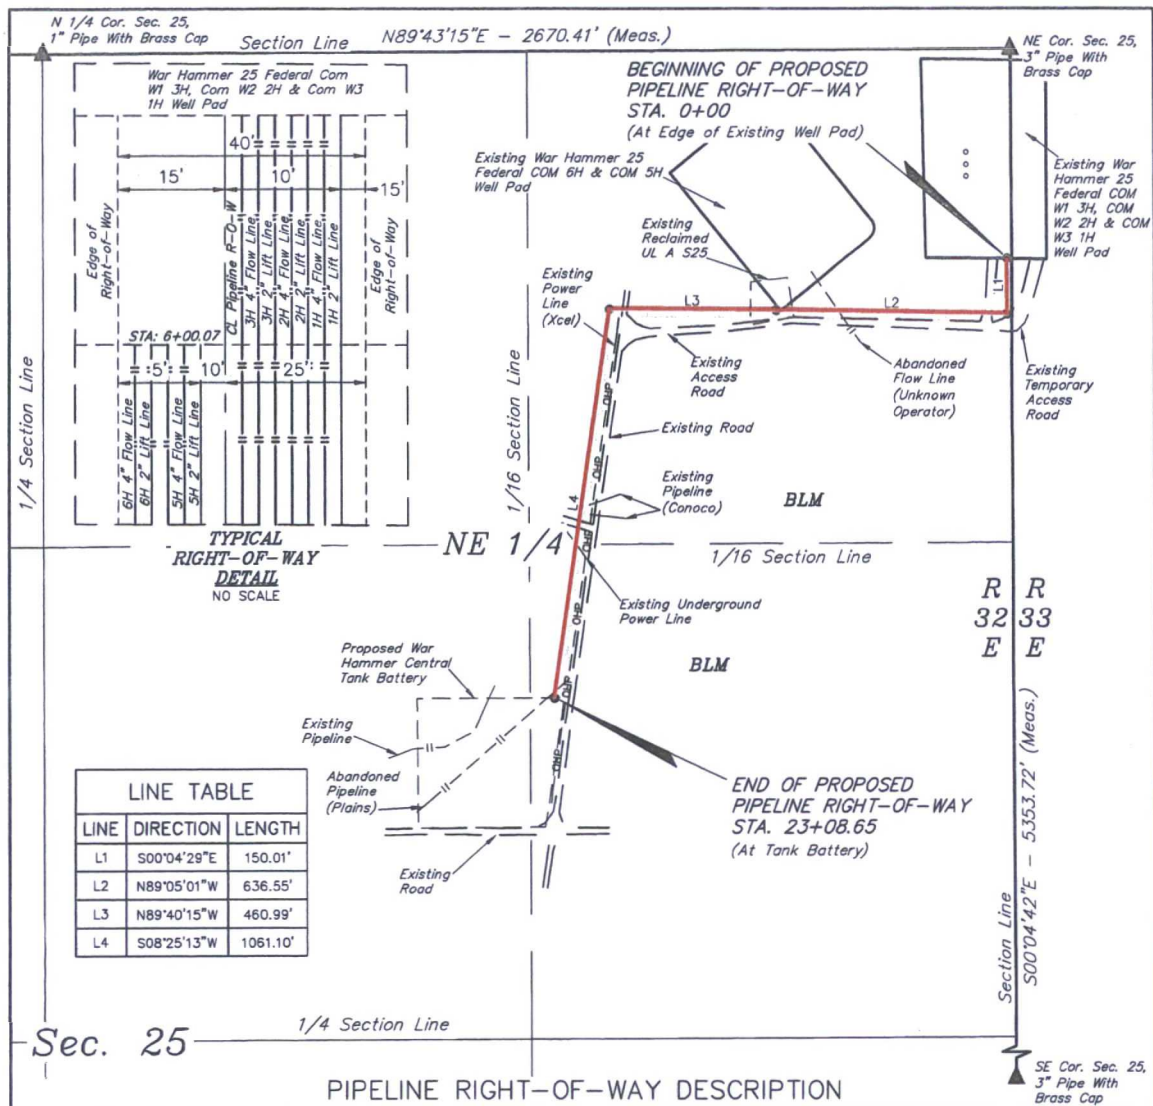 N 1/4 Cor. Sec. 25,
1" Pipe With Brass Cap
Section Line
N89°43'15"E - 2670.41' (Meas.)
NE Cor. Sec. 25,
3" Pipe With
Brass Cap
War Hammer 25 Federal Com
W1 3H, Com W2 2H & Com W3
1H Well Pad
40'
15'
10'
15'
Edge of
Right-of-Way
CL Pipeline R-O-W
3H 4" Flow Line
3H 2" Lift Line
2H 4" Flow Line
2H 2" Lift Line
1H 4" Flow Line
1H 2" Lift Line
Edge of
Right-of-Way
STA: 6+00.07
5'
10'
25'
6H 4" Flow Line
6H 2" Lift Line
5H 4" Flow Line
5H 2" Lift Line
TYPICAL
RIGHT-OF-WAY
DETAIL
NO SCALE
1/4 Section Line
BEGINNING OF PROPOSED
PIPELINE RIGHT-OF-WAY
STA. 0+00
(At Edge of Existing Well Pad)
Existing War Hammer 25
Federal COM 6H & COM 5H
Well Pad
Existing
Reclaimed
UL A S25
Existing War
Hammer 25
Federal COM
W1 3H, COM
W2 2H & COM
W3 1H
Well Pad
Existing
Power
Line
(Xcel)
L1
L3
L2
Existing
Access
Road
Abandoned
Flow Line
(Unknown
Operator)
Existing
Temporary
Access
Road
1/16 Section Line
OHP
Existing Road
OHP
Existing
Pipeline
(Conoco)
L4
BLM
NE 1/4
OHP
1/16 Section Line
Existing Underground
Power Line
OHP
R R
32 33
E E
BLM
Proposed War
Hammer Central
Tank Battery
OHP
Existing
Pipeline
Abandoned
Pipeline
(Plains)
OHP
END OF PROPOSED
PIPELINE RIGHT-OF-WAY
STA. 23+08.65
(At Tank Battery)
Existing
Road
LINE TABLE
LINE DIRECTION LENGTH
L1 S00°04'29"E 150.01'
L2 N89°05'01"W 636.55'
L3 N89°40'15"W 460.99'
L4 S08°25'13"W 1061.10'
Section Line
S00°04'42"E - 5353.72' (Meas.)
1/4 Section Line
Sec. 25
PIPELINE RIGHT-OF-WAY DESCRIPTION
SE Cor. Sec. 25,
3" Pipe With
Brass Cap